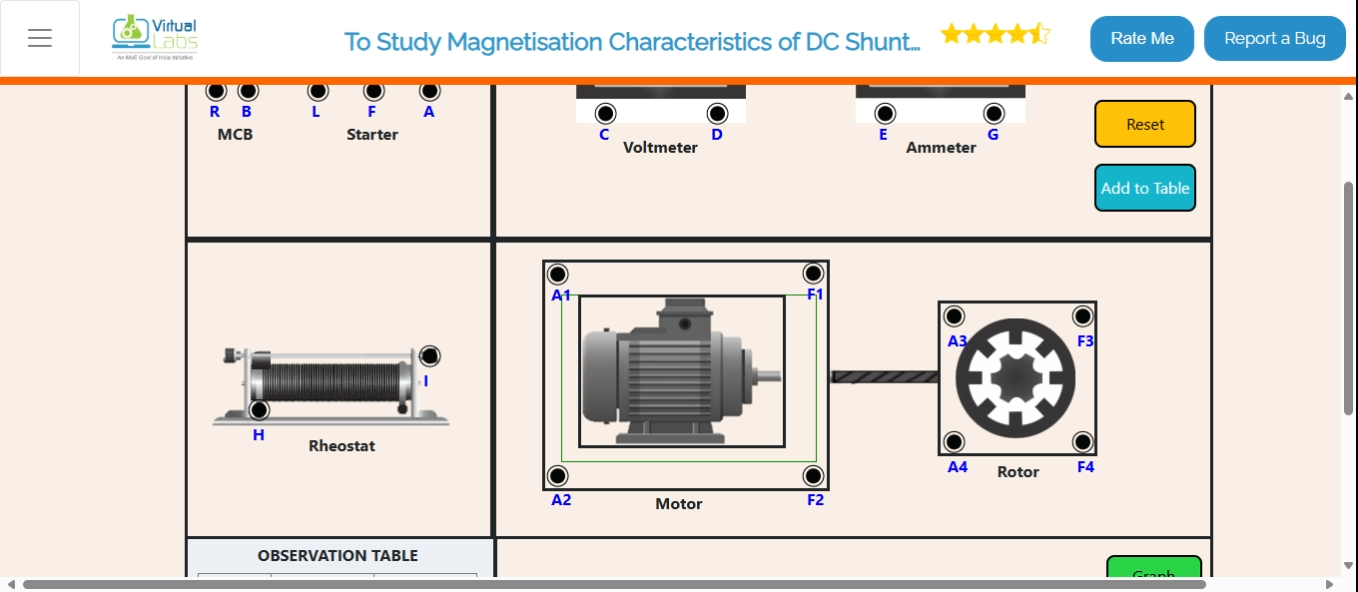 Virtual
Labs
An MoE Govt of India Initiative
To Study Magnetisation Characteristics of DC Shunt...
Rate Me
Report a Bug
R B L F A
MCB Starter
C D
Voltmeter
E G
Ammeter
Reset
Add to Table
A1 F1
A3 F3
I
H
Rheostat
A2 F2
Motor
A4 F4
Rotor
OBSERVATION TABLE
Graph